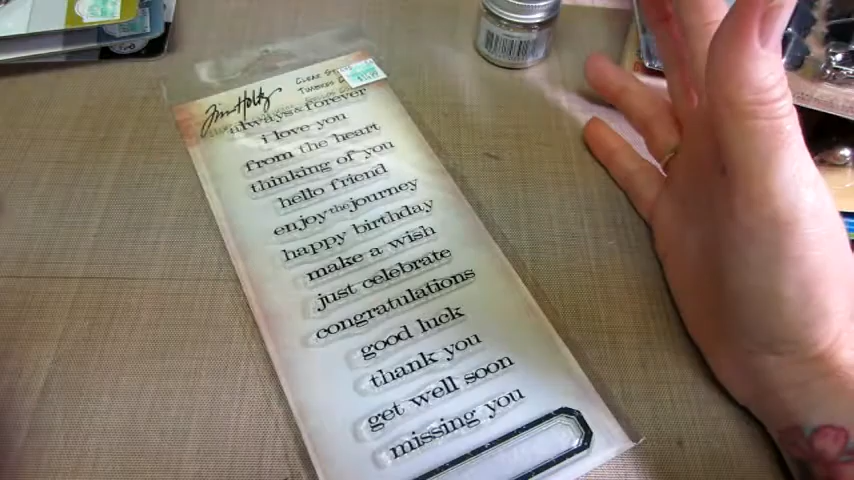 Tim Holtz
CLEAR
always & forever
i love you
from the heart
thinking of you
hello friend
enjoy the journey
happy birthday
make a wish
just celebrate
congratulations
good luck
thank you
get well soon
missing you